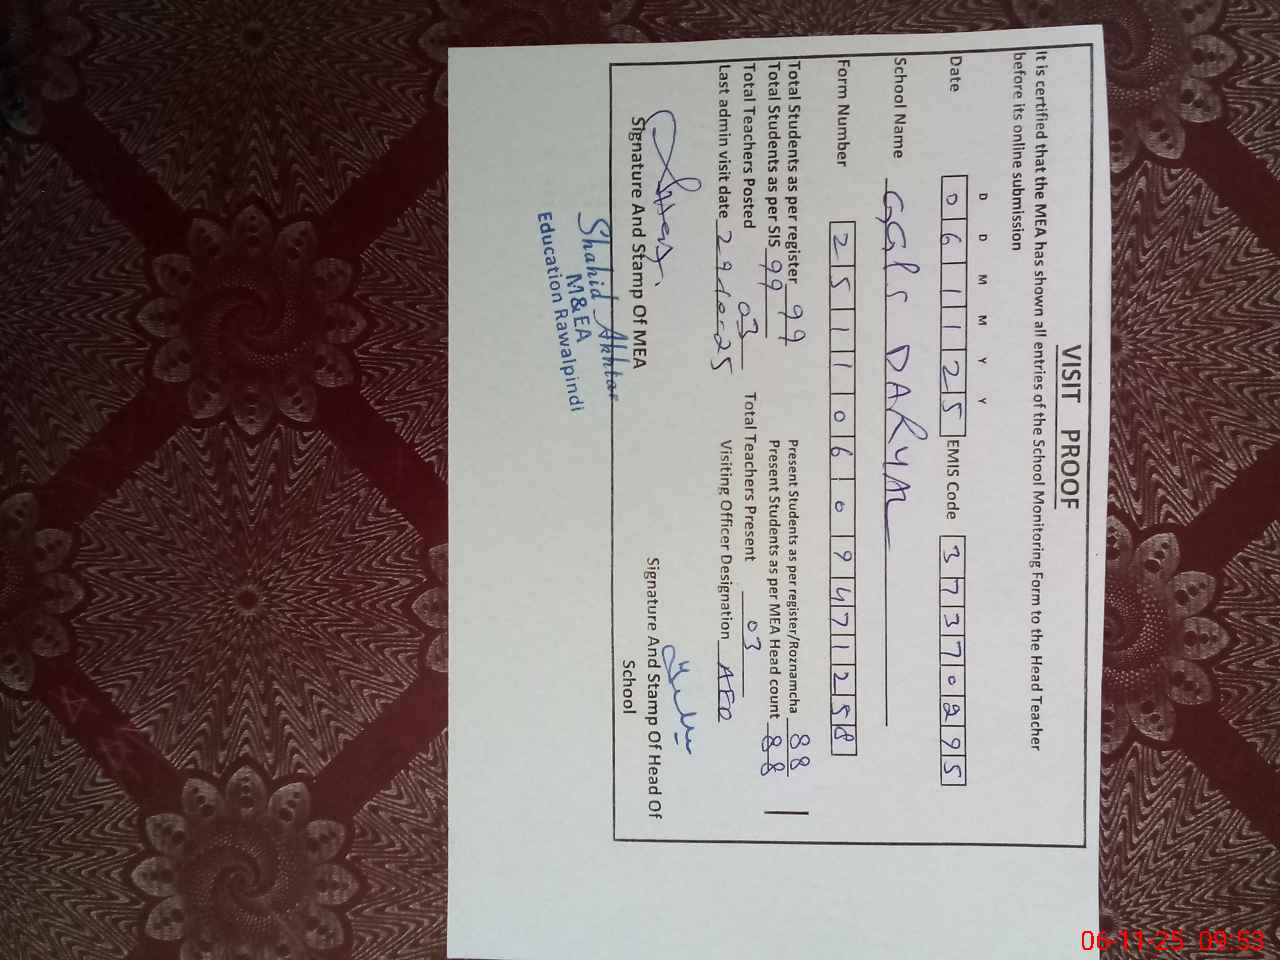 VISIT PROOF
It is certified that the MEA has shown all entries of the School Monitoring Form to the Head Teacher
before its online submission
D D M M Y Y
Date 0 6 1 1 2 5 EMIS Code 3 7 3 7 0 2 9 5
School Name GGPS DARYAL
Form Number 2 5 1 1 0 6 0 9 4 7 1 2 5 8
Total Students as per register 99 Present Students as per register/Roznamcha 88
Total Students as per SIS 99 Present Students as per MEA Head count 88
Total Teachers Posted 03 Total Teachers Present 03
Last admin visit date 29-10-25 Visiting Officer Designation AEO
Signature And Stamp Of MEA Signature And Stamp Of Head Of
School
Shahid Akhtar
M&EA
Education Rawalpindi
06-11-25 09:53